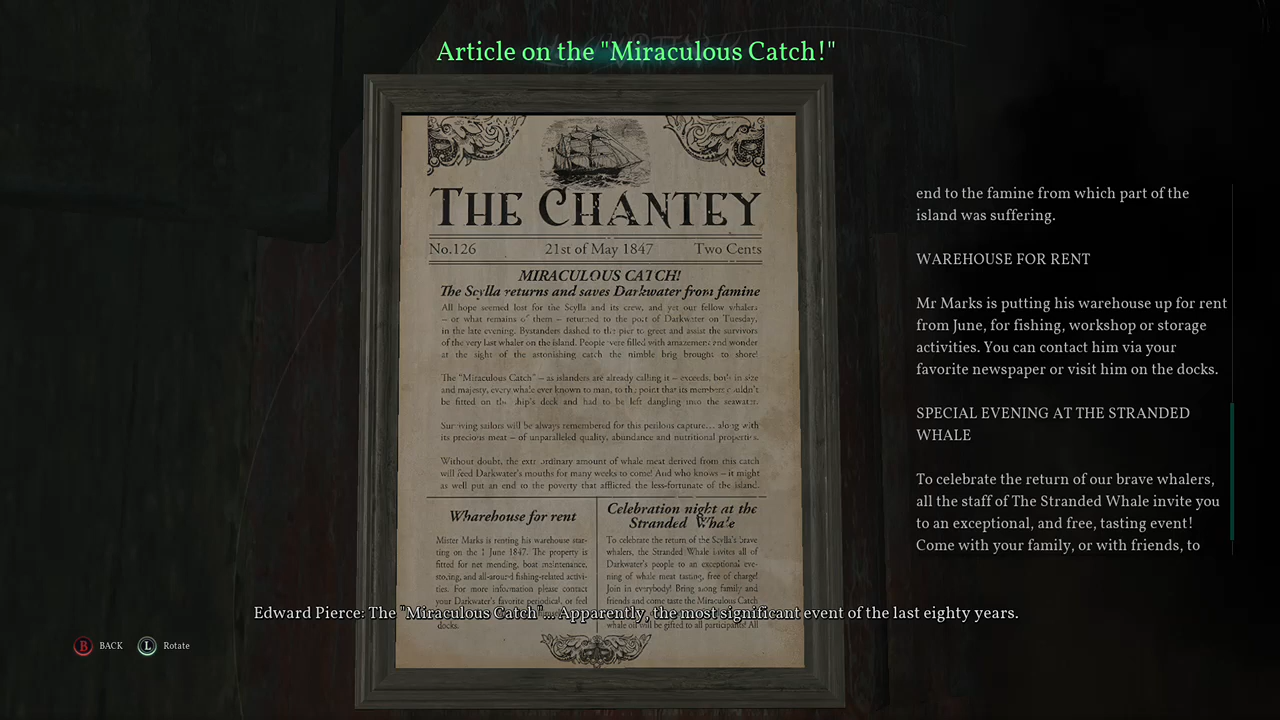 Article on the "Miraculous Catch!"
THE CHANTEY
No.126 21st of May 1847 Two Cents
MIRACULOUS CATCH!
The Scylla returns and saves Darkwater from famine
All hope seemed lost for the Scylla and its crew, and yet our fellow whalers
– or what remains of them – returned to the port of Darkwater on Tuesday,
in the late evening. Bystanders dashed to the pier to greet and assist the survivors
of the very last whaler on the island. People were filled with amazement and wonder
at the sight of the astonishing catch the nimble brig brought to shore!
The "Miraculous Catch" – as islanders are already calling it – exceeds, both in size
and majesty, every whale ever known to man, to the point that its members couldn't
be fitted on the ship's deck and had to be left dangling into the seawater.
Surviving sailors will be always remembered for this perilous capture... along with
its precious meat – of unparalleled quality, abundance and nutritional properties.
Without doubt, the extraordinary amount of whale meat derived from this catch
will feed Darkwater's mouths for many weeks to come! And who knows – it might
as well put an end to the poverty that afflicted the less-fortunate of the island.
Wharehouse for rent
Mister Marks is renting his warehouse star-
ting on the 1 June 1847. The property is
fitted for net mending, boat maintenance,
storing, and all-around fishing-related activi-
ties. For more information please contact
your Darkwater's favorite periodical, or feel
docks.
Celebration night at the
Stranded Whale
To celebrate the return of the Scylla's brave
whalers, the Stranded Whale invites all of
Darkwater's people to an exceptional eve-
ning of whale meat tasting, free of charge!
Join in everybody! Bring along family and
friends and come taste the Miraculous Catch
whale oil will be gifted to all participants! All
end to the famine from which part of the
island was suffering.
WAREHOUSE FOR RENT
Mr Marks is putting his warehouse up for rent
from June, for fishing, workshop or storage
activities. You can contact him via your
favorite newspaper or visit him on the docks.
SPECIAL EVENING AT THE STRANDED
WHALE
To celebrate the return of our brave whalers,
all the staff of The Stranded Whale invite you
to an exceptional, and free, tasting event!
Come with your family, or with friends, to
Edward Pierce: The "Miraculous Catch"... Apparently, the most significant event of the last eighty years.
B BACK L Rotate